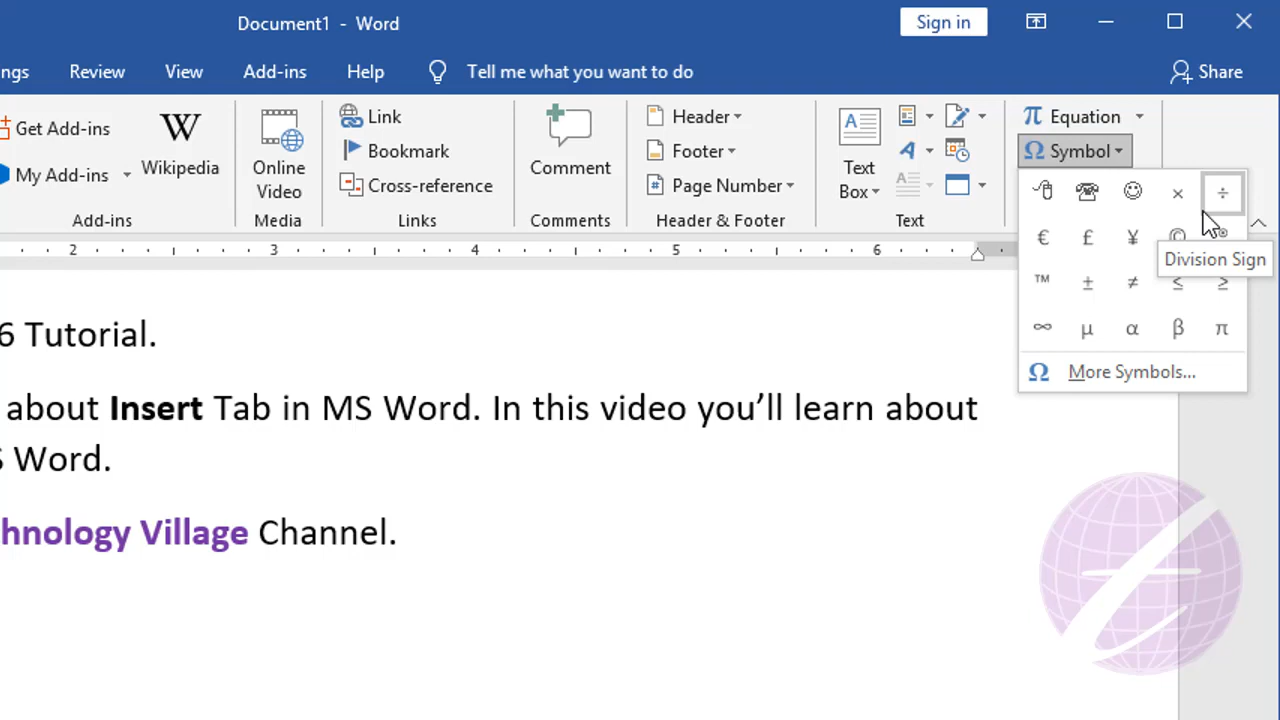 Document1 - Word
Sign in
ngs Review View Add-ins Help Tell me what you want to do Share
Get Add-ins
My Add-ins
Add-ins
W
Wikipedia
Online
Video
Media
Link
Bookmark
Cross-reference
Links
Comment
Comments
Header
Footer
Page Number
Header & Footer
A
Text
Box
A
A
Text
π Equation
Ω Symbol
× ÷
€ £ ¥ ©
Division Sign
™ ± ≠ ≤ ≥
∞ µ α β π
Ω More Symbols...
2 3 4 5 6
6 Tutorial.
about Insert Tab in MS Word. In this video you’ll learn about
S Word.
hnology Village Channel.